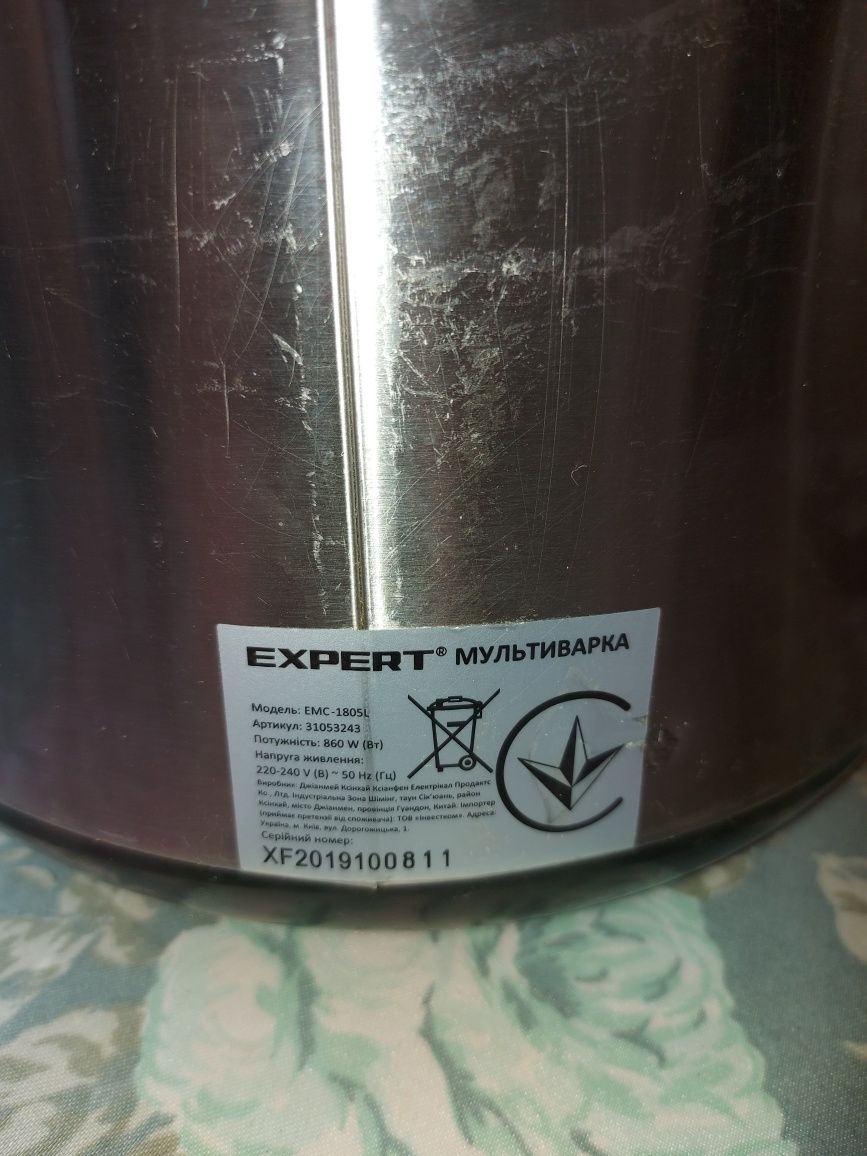 EXPERT® МУЛЬТИВАРКА
Модель: EMC-1805L
Артикул: 31053243
Потужність: 860 W (Вт)
Напруга живлення:
220-240 V (В) ~ 50 Hz (Гц)
Виробник: Джіанмей Ксінхай Ксіанфен Електрікал Продактс
Ко., Лтд. Індустріальна Зона Шімінг, таун Сік'юань, район
Ксінхай, місто Джіанмен, провінція Гуандон, Китай. Імпортер
(приймає претензії від споживача): ТОВ «Інвестком». Адреса:
Україна, м. Київ, вул. Дорогожицька, 1.
Серійний номер:
XF2019100811